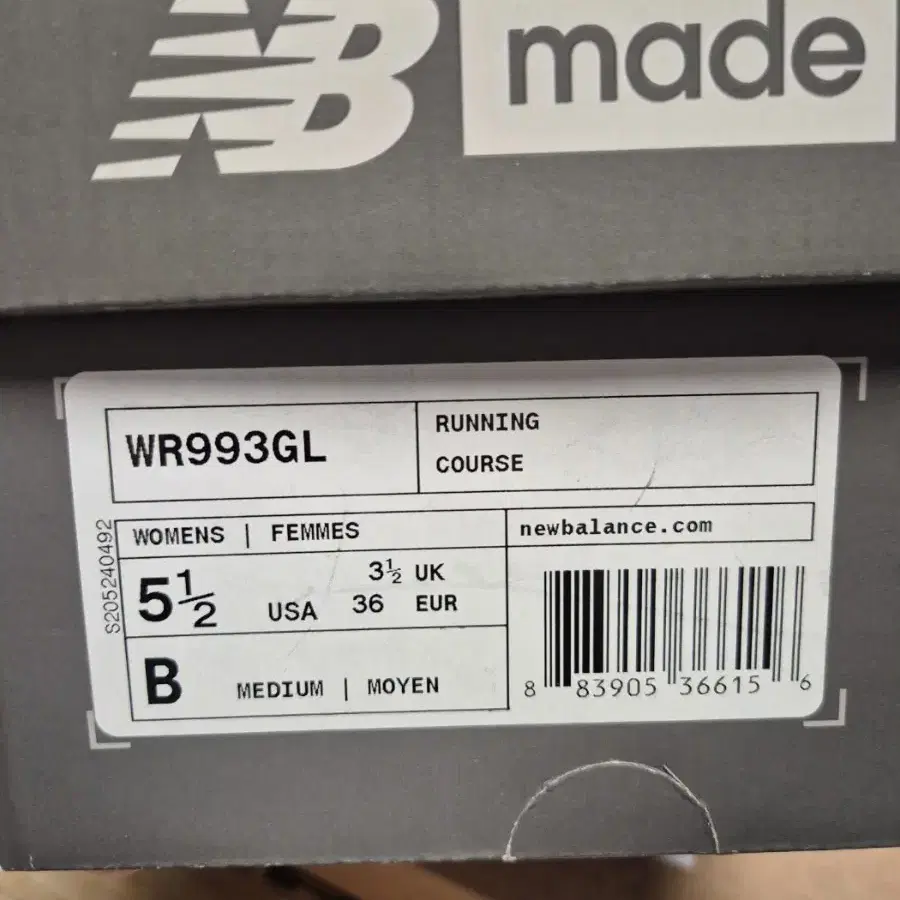 NB
made
WR993GL
RUNNING
COURSE
WOMENS | FEMMES
newbalance.com
5½ USA
3½ UK
36 EUR
B
MEDIUM | MOYEN
S205240492
8 83905 36615 6